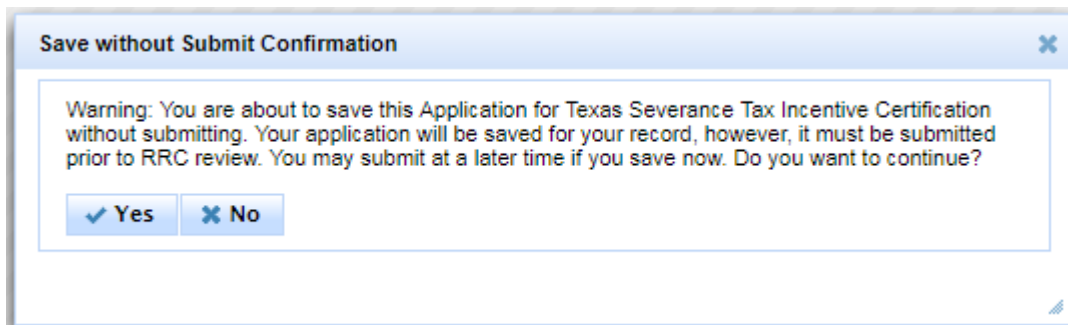 Save without Submit Confirmation
Warning: You are about to save this Application for Texas Severance Tax Incentive Certification
without submitting. Your application will be saved for your record, however, it must be submitted
prior to RRC review. You may submit at a later time if you save now. Do you want to continue?
Yes No